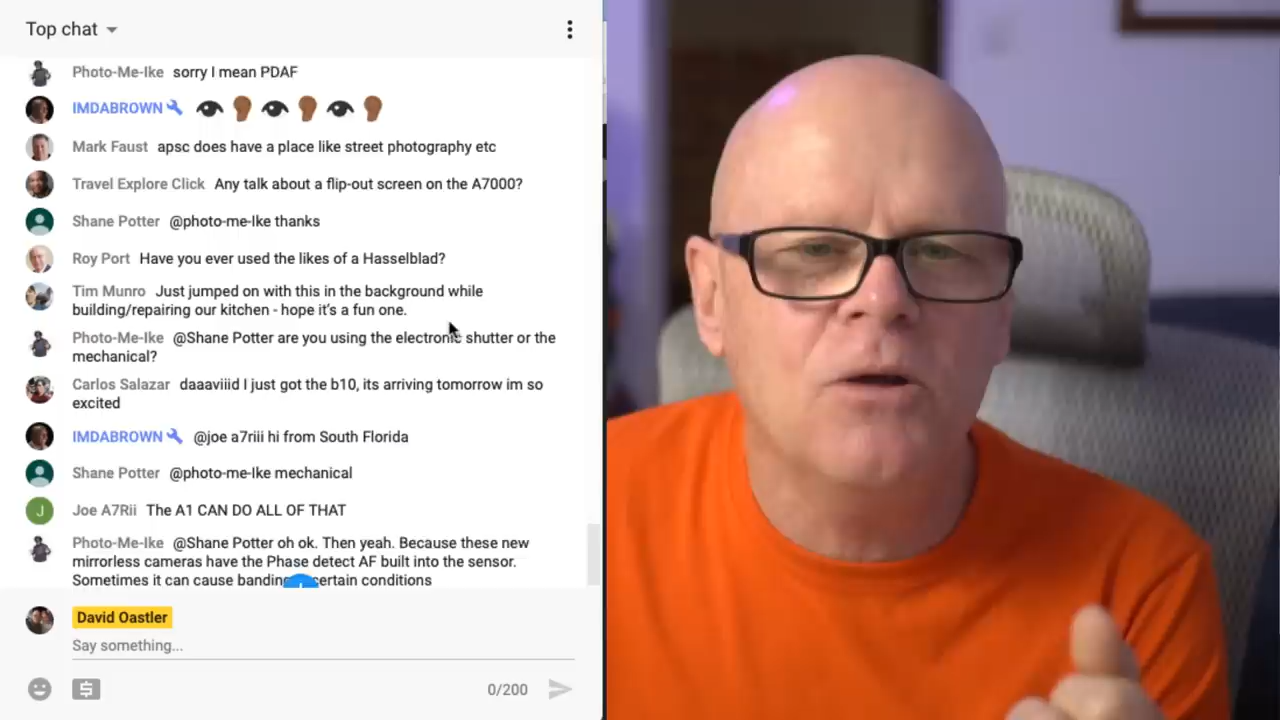 Top chat
Photo-Me-Ike sorry I mean PDAF
IMDABROWN
Mark Faust apsc does have a place like street photography etc
Travel Explore Click Any talk about a flip-out screen on the A7000?
Shane Potter @photo-me-Ike thanks
Roy Port Have you ever used the likes of a Hasselblad?
Tim Munro Just jumped on with this in the background while
building/repairing our kitchen - hope it's a fun one.
Photo-Me-Ike @Shane Potter are you using the electronic shutter or the
mechanical?
Carlos Salazar daaaviiid I just got the b10, its arriving tomorrow im so
excited
IMDABROWN @joe a7riii hi from South Florida
Shane Potter @photo-me-Ike mechanical
J Joe A7Rii The A1 CAN DO ALL OF THAT
Photo-Me-Ike @Shane Potter oh ok. Then yeah. Because these new
mirrorless cameras have the Phase detect AF built into the sensor.
Sometimes it can cause banding certain conditions
David Oastler
Say something...
0/200